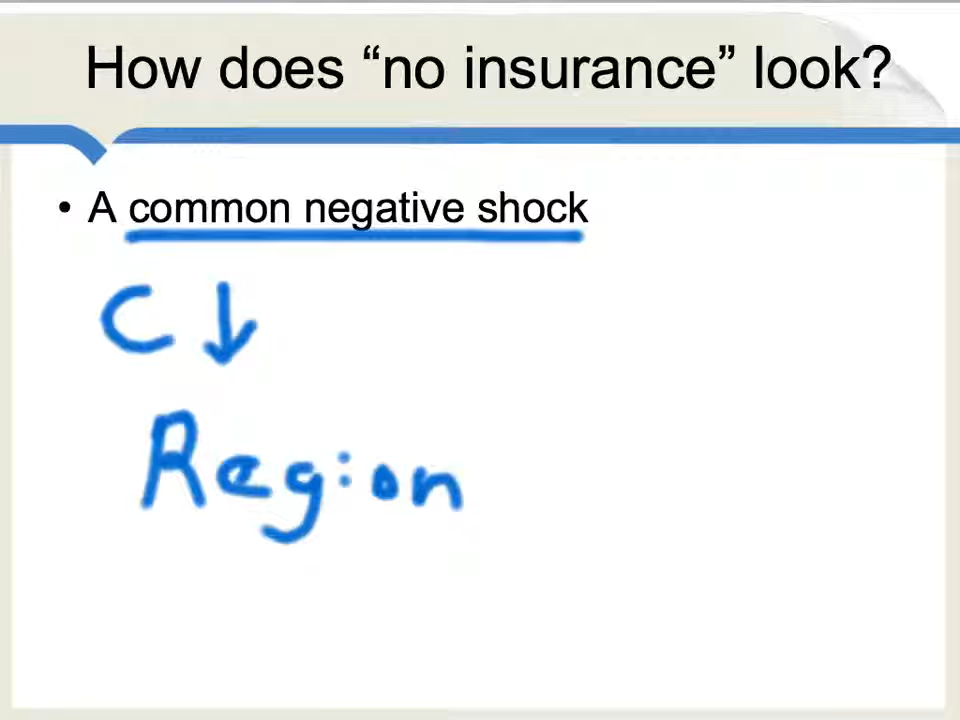 How does “no insurance” look?
• A common negative shock
C ↓
Region